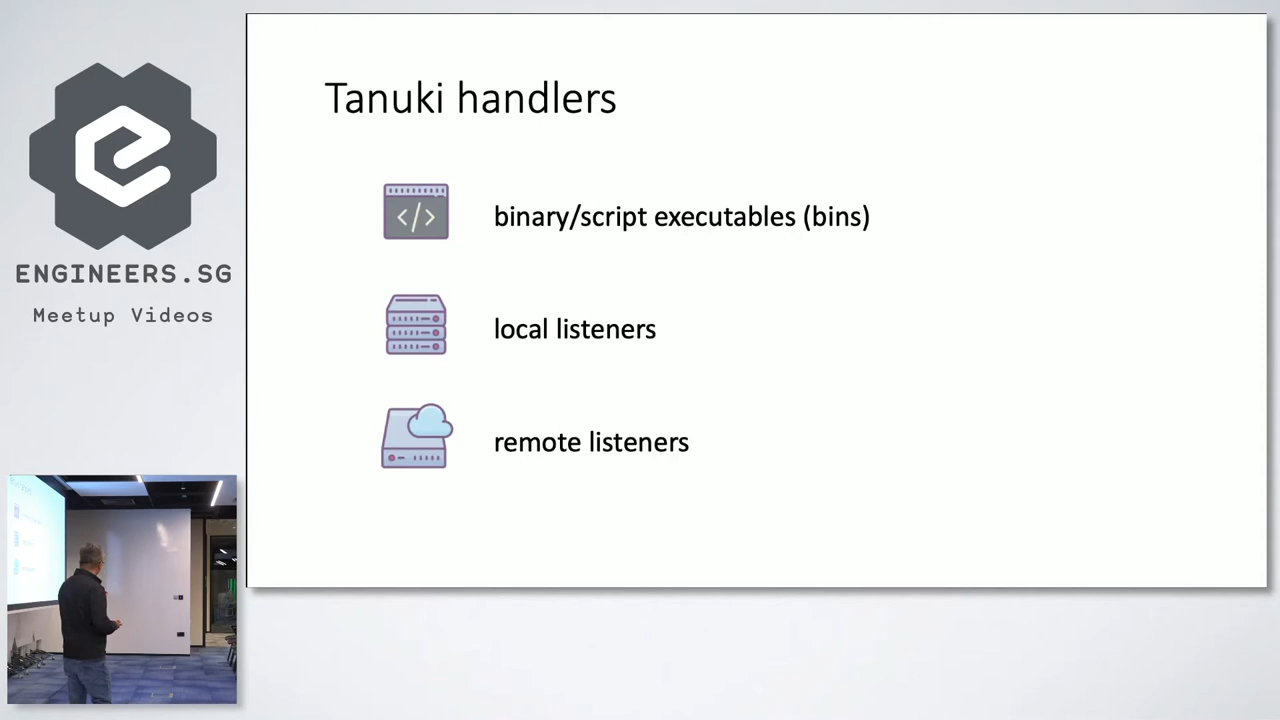 ENGINEERS.SG
Meetup Videos
Tanuki handlers
</>
binary/script executables (bins)
local listeners
remote listeners